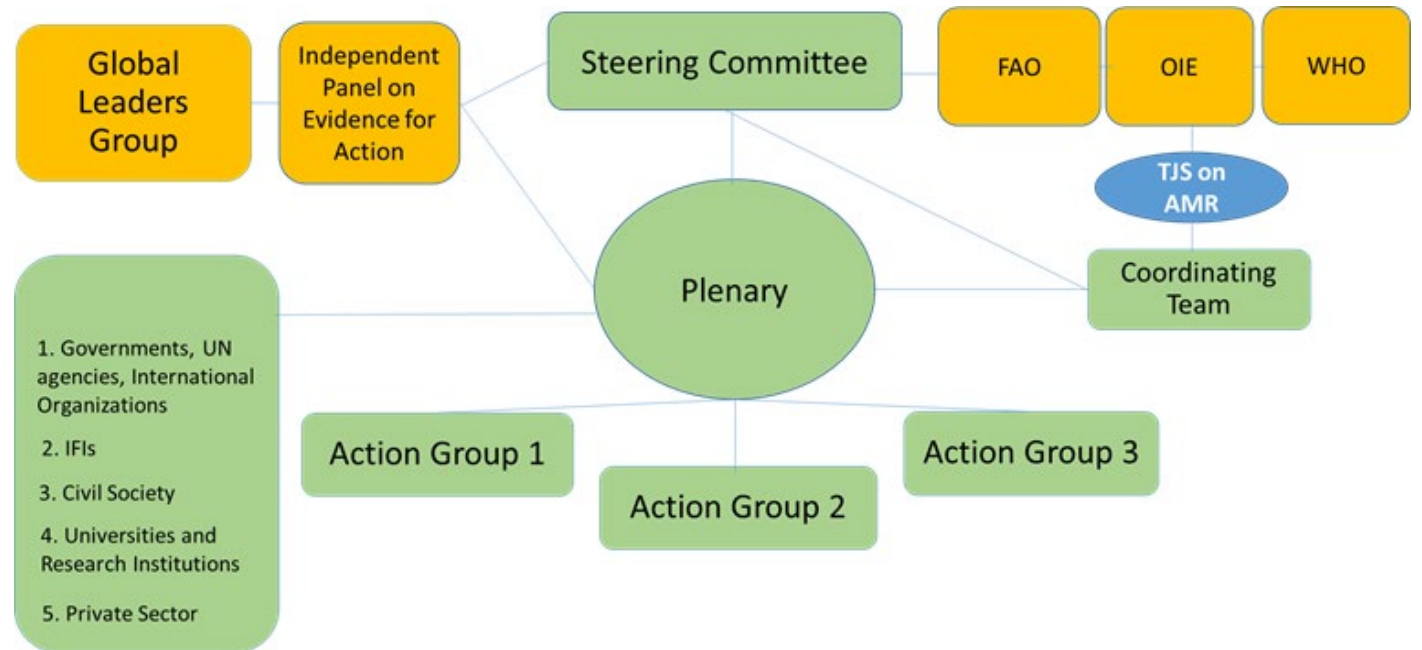 Global
Leaders
Group
Independent
Panel on
Evidence for
Action
Steering Committee
FAO
OIE
WHO
TJS on
AMR
Coordinating
Team
Plenary
1. Governments, UN
agencies, International
Organizations
2. IFIs
3. Civil Society
4. Universities and
Research Institutions
5. Private Sector
Action Group 1
Action Group 2
Action Group 3